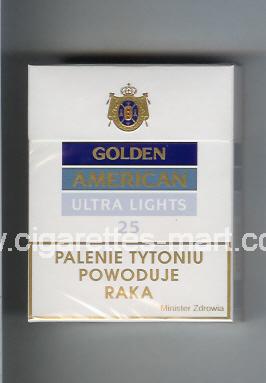 GOLDEN
AMERICAN
ULTRA LIGHTS
25
www.cigarettes-mart.com
PALENIE TYTONIU
POWODUJE
RAKA
Minister Zdrowia